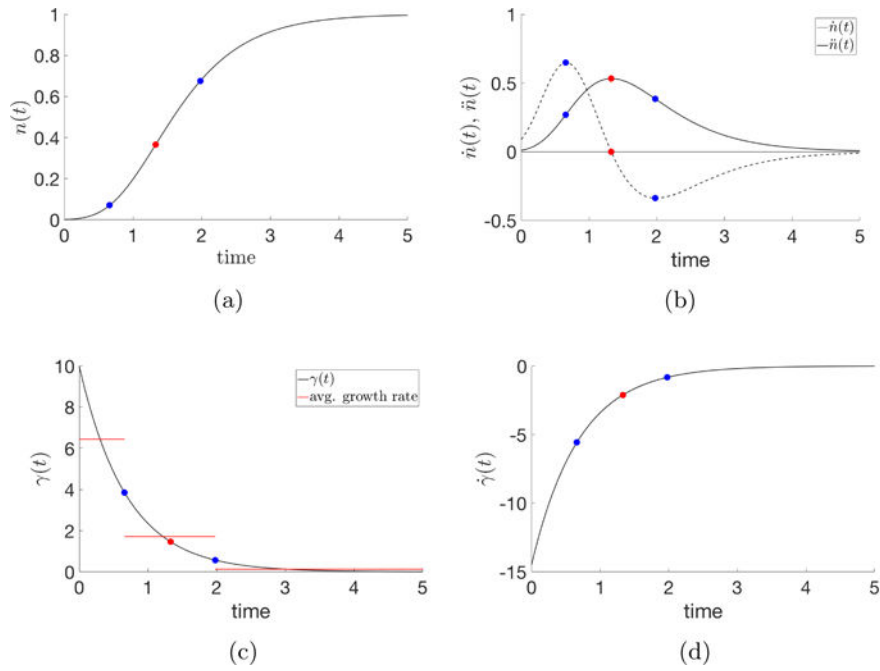 1
0.8
0.6
0.4
0.2
0
n(t)
0 1 2 3 4 5
time
(a)
1
0.5
0
-0.5
ṅ(t), n̈(t)
ṅ(t)
n̈(t)
0 1 2 3 4 5
time
(b)
10
8
6
4
2
0
γ(t)
γ(t)
avg. growth rate
0 1 2 3 4 5
time
(c)
0
-5
-10
-15
γ̇(t)
0 1 2 3 4 5
time
(d)